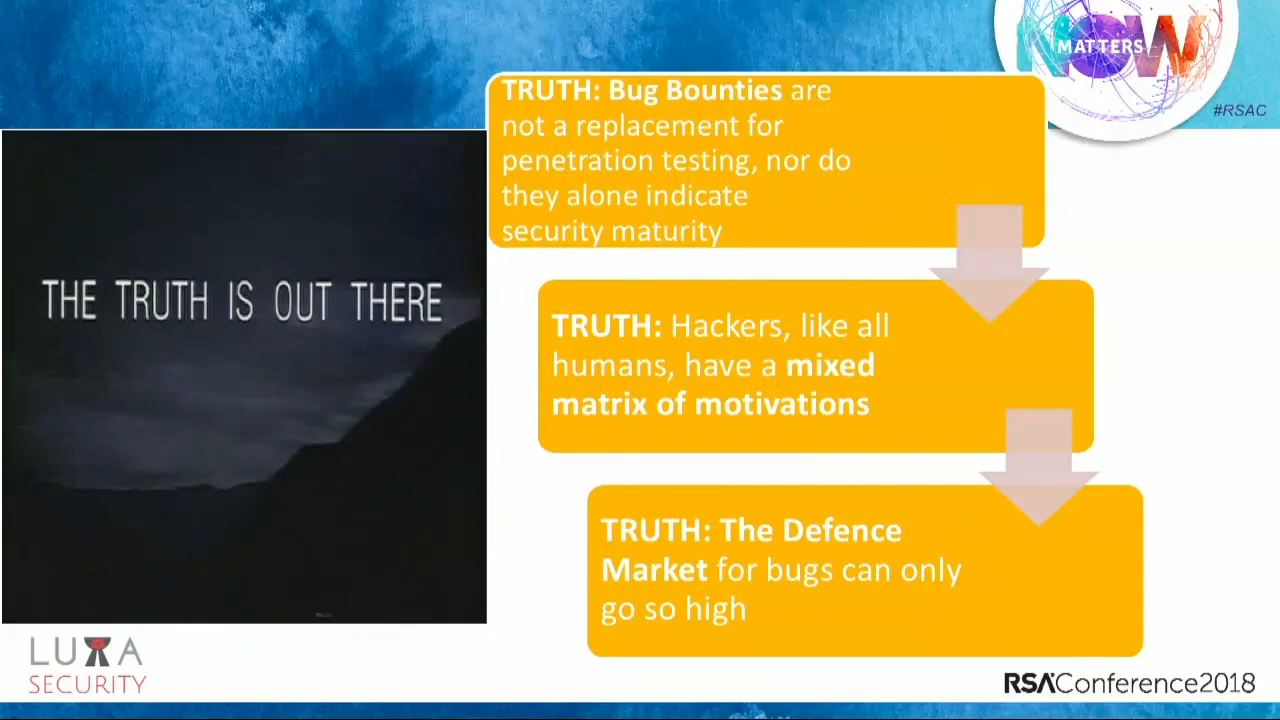 MATTERS
NOW
#RSAC
TRUTH: Bug Bounties are
not a replacement for
penetration testing, nor do
they alone indicate
security maturity
THE TRUTH IS OUT THERE
TRUTH: Hackers, like all
humans, have a mixed
matrix of motivations
TRUTH: The Defence
Market for bugs can only
go so high
LUTA
SECURITY
RSAConference2018